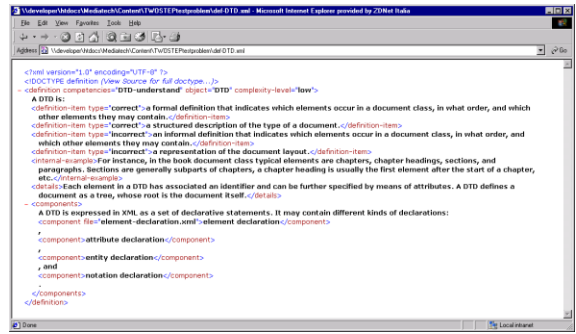 \\developer\htdocs\Mediatech\Content\TWDSTEPtestproblem\def-DTD.xml - Microsoft Internet Explorer provided by ZDNet Italia
File Edit View Favorites Tools Help
Address \\developer\htdocs\Mediatech\Content\TWDSTEPtestproblem\def-DTD.xml Go
<?xml version="1.0" encoding="UTF-8" ?>
<!DOCTYPE definition (View Source for full doctype...)>
- <definition competencies="DTD-understand" object="DTD" complexity-level="low">
A DTD is:
<definition-item type="correct">a formal definition that indicates which elements occur in a document class, in what order, and which
other elements they may contain.</definition-item>
<definition-item type="correct">a structured description of the type of a document.</definition-item>
<definition-item type="incorrect">an informal definition that indicates which elements occur in a document class, in what order, and
which other elements they may contain.</definition-item>
<definition-item type="incorrect">a representation of the document layout.</definition-item>
<internal-example>For instance, in the book document class typical elements are chapters, chapter headings, sections, and
paragraphs. Sections are generally subparts of chapters, a chapter heading is usually the first element after the start of a chapter,
etc.</internal-example>
<details>Each element in a DTD has associated an identifier and can be further specified by means of attributes. A DTD defines a
document as a tree, whose root is the document itself.</details>
- <components>
A DTD is expressed in XML as a set of declarative statements. It may contain different kinds of declarations:
<component file="element-declaration.xml">element declaration</component>
,
<component>attribute declaration</component>
,
<component>entity declaration</component>
, and
<component>notation declaration</component>
.
</components>
</definition>
Done Local intranet